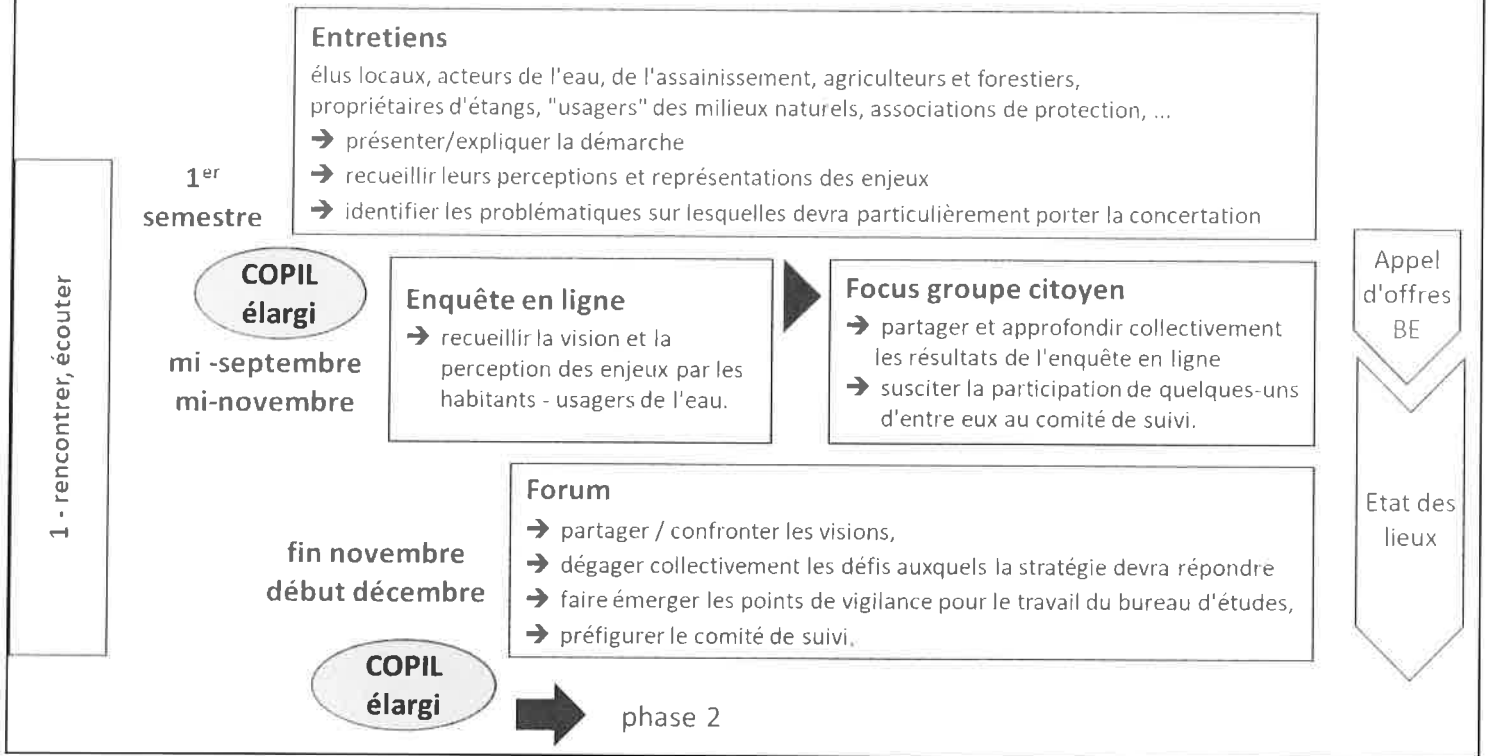 Entretiens
élus locaux, acteurs de l'eau, de l'assainissement, agriculteurs et forestiers,
propriétaires d'étangs, "usagers" des milieux naturels, associations de protection, ...
➔ présenter/expliquer la démarche
➔ recueillir leurs perceptions et représentations des enjeux
➔ identifier les problématiques sur lesquelles devra particulièrement porter la concertation
1er
semestre
1 - rencontrer, écouter
COPIL
élargi
mi -septembre
mi-novembre
Enquête en ligne
➔ recueillir la vision et la
perception des enjeux par les
habitants - usagers de l'eau.
Focus groupe citoyen
➔ partager et approfondir collectivement
les résultats de l'enquête en ligne
➔ susciter la participation de quelques-uns
d'entre eux au comité de suivi.
Appel
d'offres
BE
Forum
➔ partager / confronter les visions,
➔ dégager collectivement les défis auxquels la stratégie devra répondre
➔ faire émerger les points de vigilance pour le travail du bureau d'études,
➔ préfigurer le comité de suivi.
fin novembre
début décembre
Etat des
lieux
COPIL
élargi
phase 2